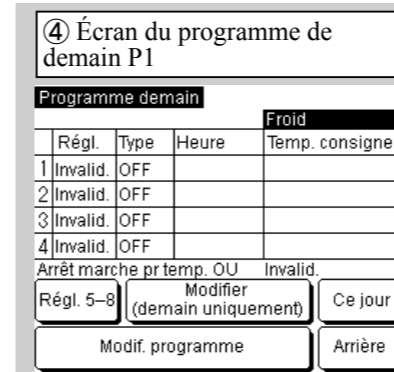 ④ Écran du programme de
demain P1
Programme demain
Froid
Régl. Type Heure Temp. consigne
1 Invalid. OFF
2 Invalid. OFF
3 Invalid. OFF
4 Invalid. OFF
Arrêt marche pr temp. OU Invalid.
Régl. 5–8
Modifier
(demain uniquement)
Ce jour
Modif. programme
Arrière